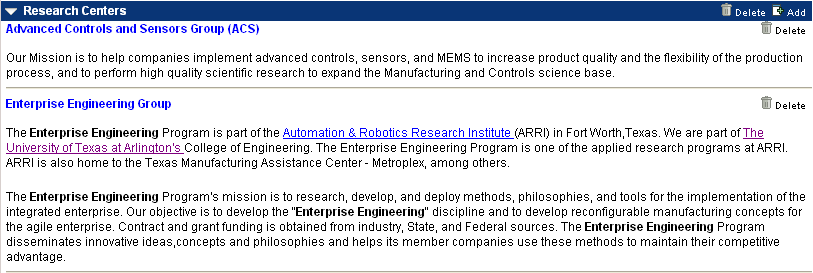 Research Centers Delete Add
Advanced Controls and Sensors Group (ACS) Delete
Our Mission is to help companies implement advanced controls, sensors, and MEMS to increase product quality and the flexibility of the production
process, and to perform high quality scientific research to expand the Manufacturing and Controls science base.
Enterprise Engineering Group Delete
The Enterprise Engineering Program is part of the Automation & Robotics Research Institute (ARRI) in Fort Worth,Texas. We are part of The
University of Texas at Arlington's College of Engineering. The Enterprise Engineering Program is one of the applied research programs at ARRI.
ARRI is also home to the Texas Manufacturing Assistance Center - Metroplex, among others.
The Enterprise Engineering Program's mission is to research, develop, and deploy methods, philosophies, and tools for the implementation of the
integrated enterprise. Our objective is to develop the "Enterprise Engineering" discipline and to develop reconfigurable manufacturing concepts for
the agile enterprise. Contract and grant funding is obtained from industry, State, and Federal sources. The Enterprise Engineering Program
disseminates innovative ideas,concepts and philosophies and helps its member companies use these methods to maintain their competitive
advantage.